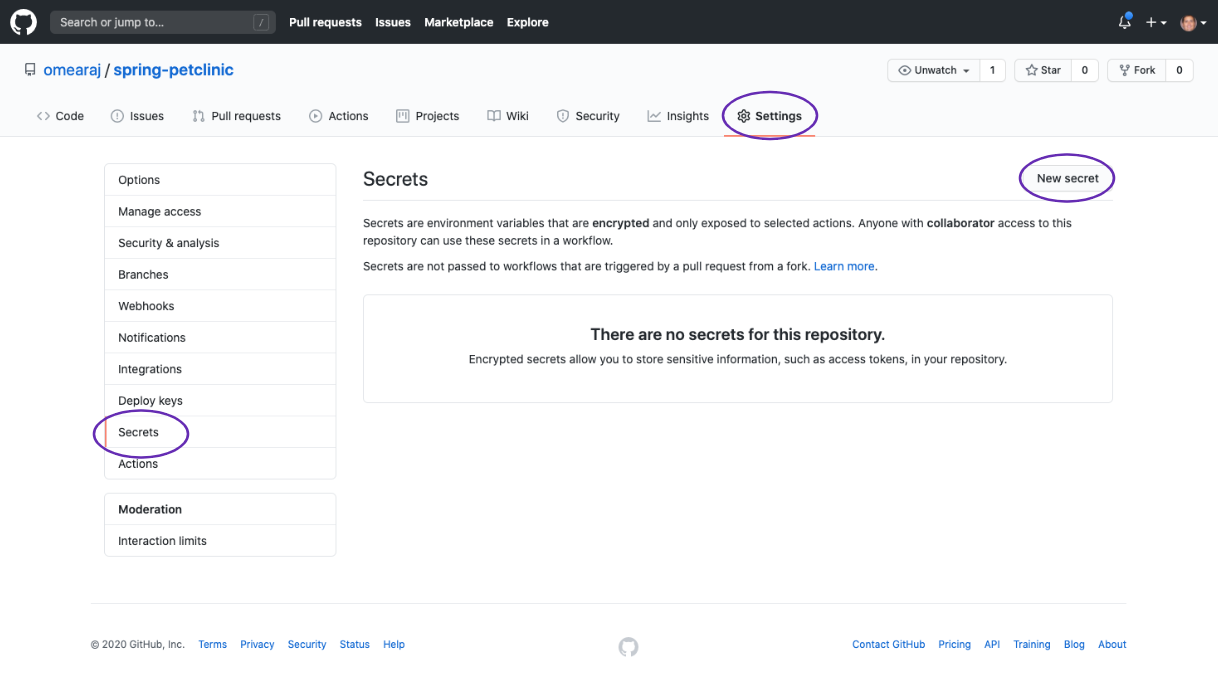 Search or jump to... /
Pull requests Issues Marketplace Explore
omearaj / spring-petclinic
Unwatch 1 Star 0 Fork 0
Code Issues Pull requests Actions Projects Wiki Security Insights Settings
Options
Manage access
Security & analysis
Branches
Webhooks
Notifications
Integrations
Deploy keys
Secrets
Actions
Moderation
Interaction limits
Secrets
New secret
Secrets are environment variables that are encrypted and only exposed to selected actions. Anyone with collaborator access to this
repository can use these secrets in a workflow.
Secrets are not passed to workflows that are triggered by a pull request from a fork. Learn more.
There are no secrets for this repository.
Encrypted secrets allow you to store sensitive information, such as access tokens, in your repository.
© 2020 GitHub, Inc. Terms Privacy Security Status Help
Contact GitHub Pricing API Training Blog About